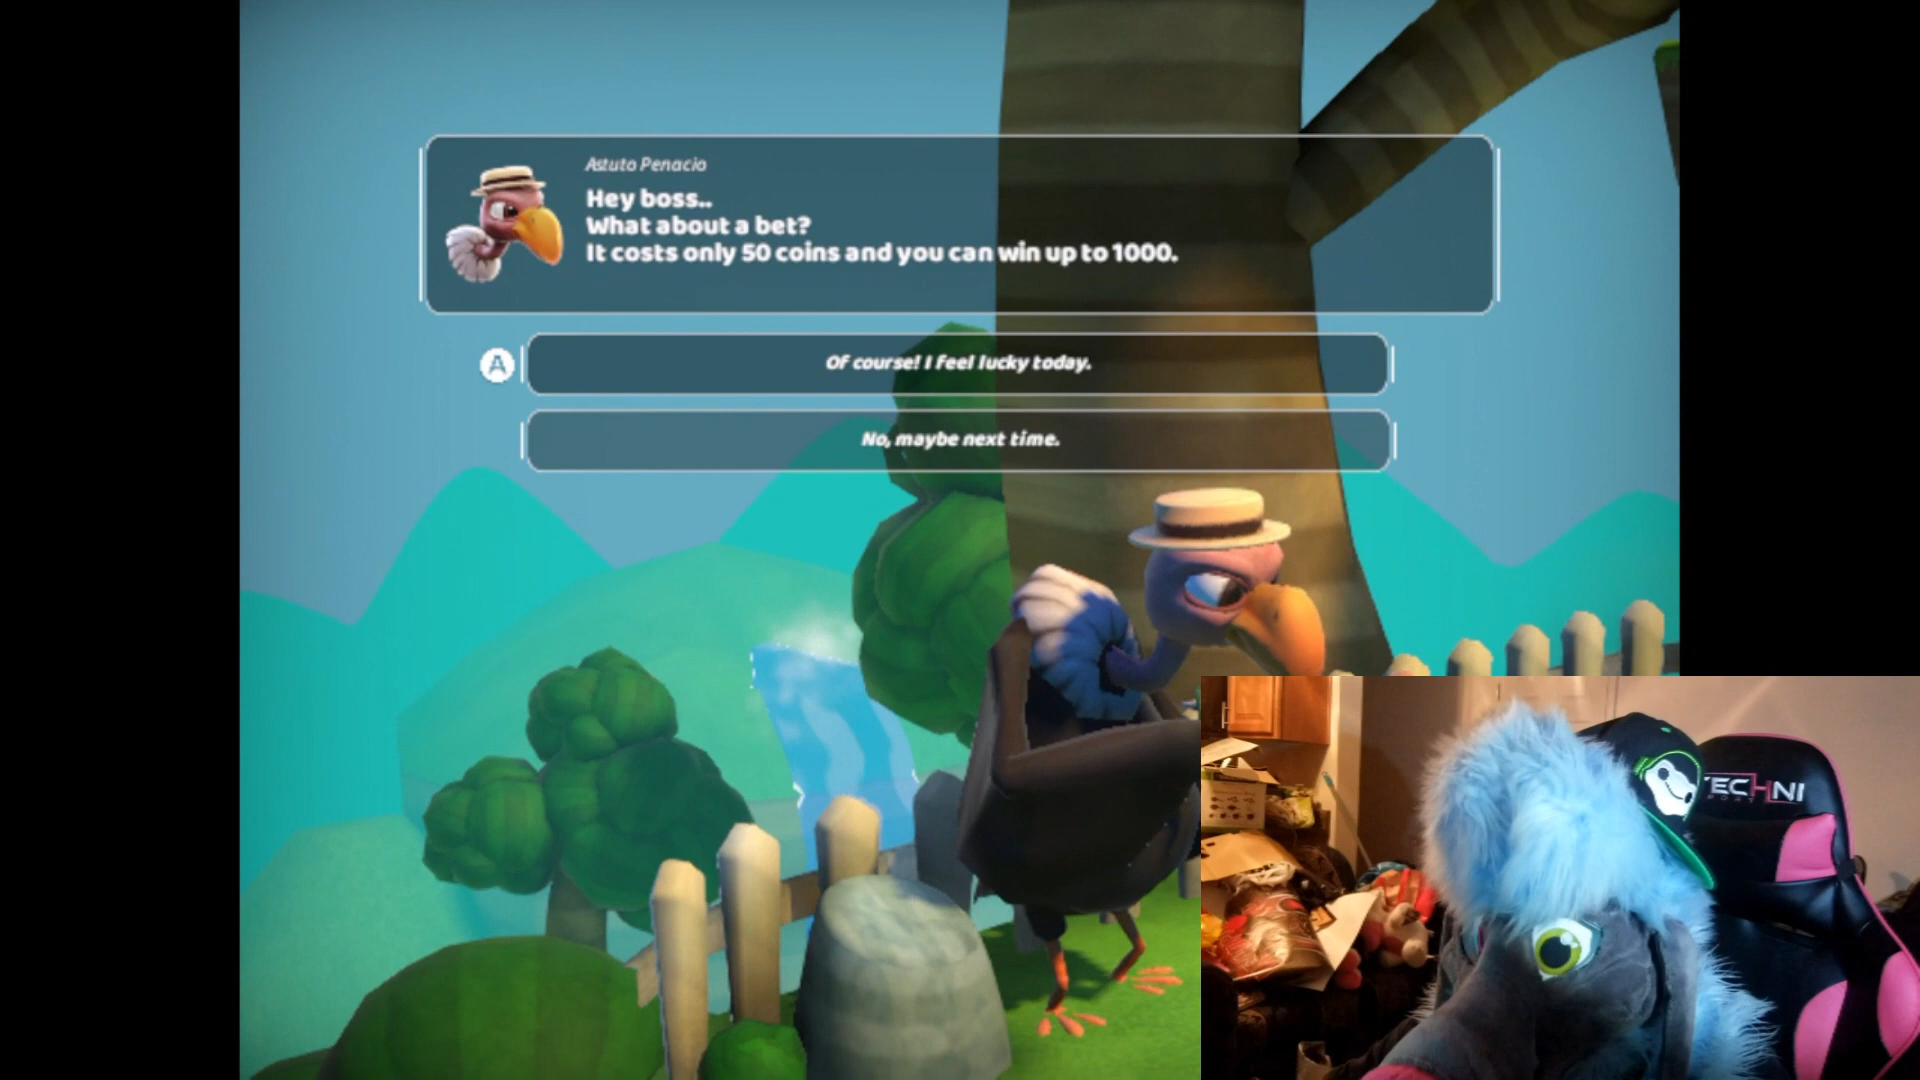 Astuto Penacio
Hey boss..
What about a bet?
It costs only 50 coins and you can win up to 1000.
A
Of course! I feel lucky today.
No, maybe next time.
TECHNI